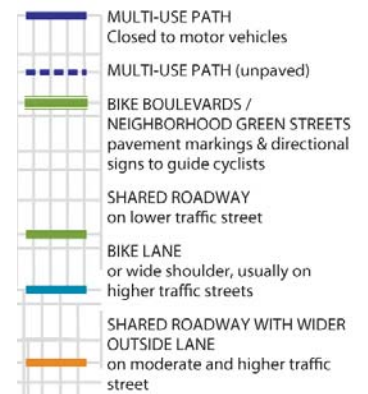 MULTI-USE PATH
Closed to motor vehicles
MULTI-USE PATH (unpaved)
BIKE BOULEVARDS /
NEIGHBORHOOD GREEN STREETS
pavement markings & directional
signs to guide cyclists
SHARED ROADWAY
on lower traffic street
BIKE LANE
or wide shoulder, usually on
higher traffic streets
SHARED ROADWAY WITH WIDER
OUTSIDE LANE
on moderate and higher traffic
street